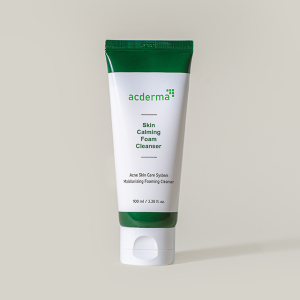 acderma
Skin
Calming
Foam
Cleanser
Acne Skin Care System
Moisturizing Foaming Cleanser
100 ml / 3.38 fl.oz.